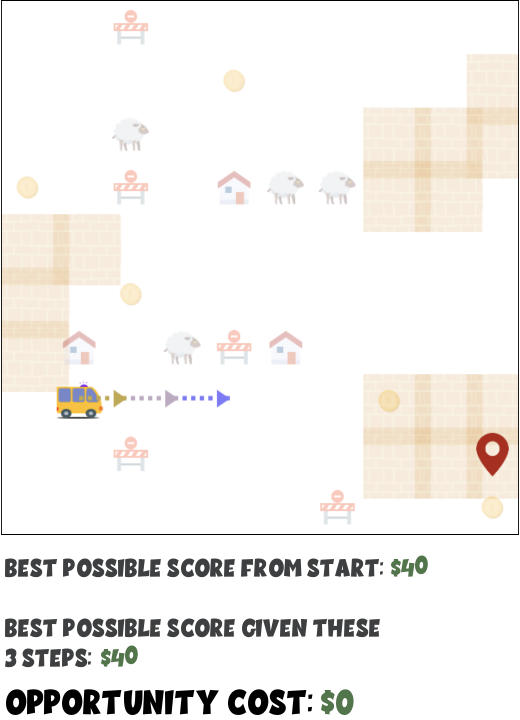 BEST POSSIBLE SCORE FROM START: $40
BEST POSSIBLE SCORE GIVEN THESE
3 STEPS: $40
OPPORTUNITY COST: $0